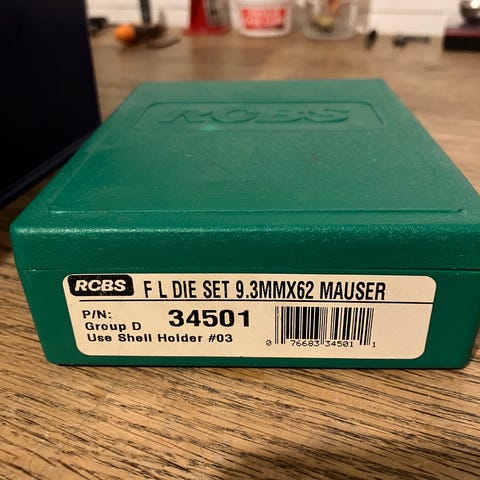 RCBS
RCBS F L DIE SET 9.3MMX62 MAUSER
P/N: 34501
Group D
Use Shell Holder #03
0 76683 34501 1